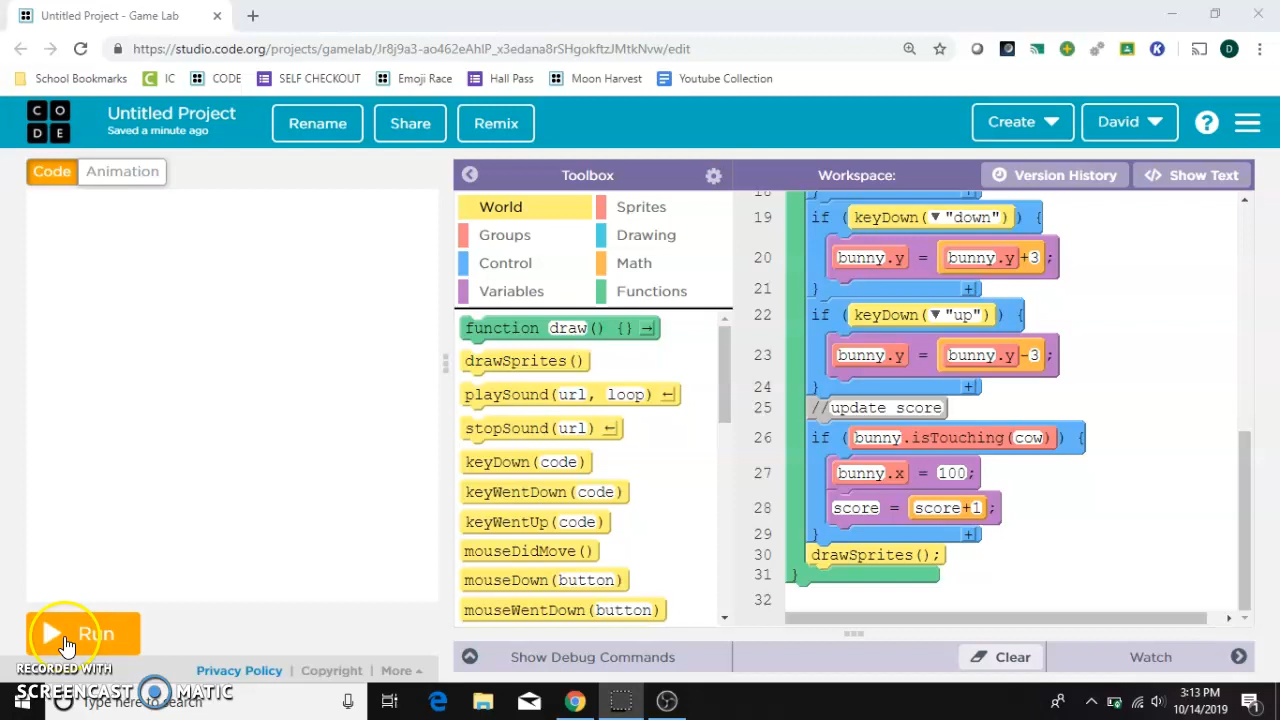 Untitled Project - Game Lab
https://studio.code.org/projects/gamelab/Jr8j9a3-ao462eAhlP_x3edana8rSHgokftzJMtkNvw/edit
School Bookmarks IC CODE SELF CHECKOUT Emoji Race Hall Pass Moon Harvest Youtube Collection
C O D E
Untitled Project
Saved a minute ago
Rename Share Remix Create David ?
Code Animation
Toolbox
Workspace: Version History </> Show Text
World Sprites
Groups Drawing
Control Math
Variables Functions
function draw() {}
drawSprites()
playSound(url, loop)
stopSound(url)
keyDown(code)
keyWentDown(code)
keyWentUp(code)
mouseDidMove()
mouseDown(button)
mouseWentDown(button)
18 }
19 if (keyDown("down")) {
20 bunny.y = bunny.y+3;
21 }
22 if (keyDown("up")) {
23 bunny.y = bunny.y-3;
24 }
25 //update score
26 if (bunny.isTouching(cow)) {
27 bunny.x = 100;
28 score = score+1;
29 }
30 drawSprites();
31 }
32
Run
Show Debug Commands Clear Watch
Privacy Policy | Copyright | More
RECORDED WITH
SCREENCAST MATIC
Type here to search
3:13 PM
10/14/2019